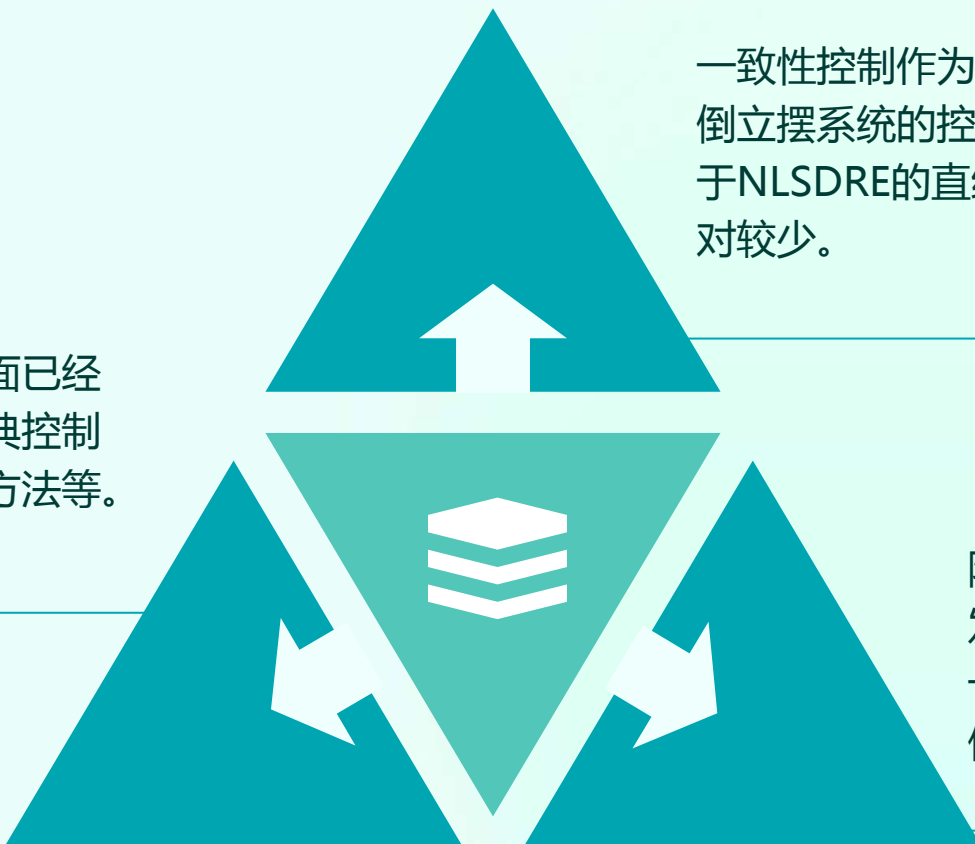 一致性控制作为
倒立摆系统的控
于NLSDRE的直
对较少。
面已经
典控制
方法等。